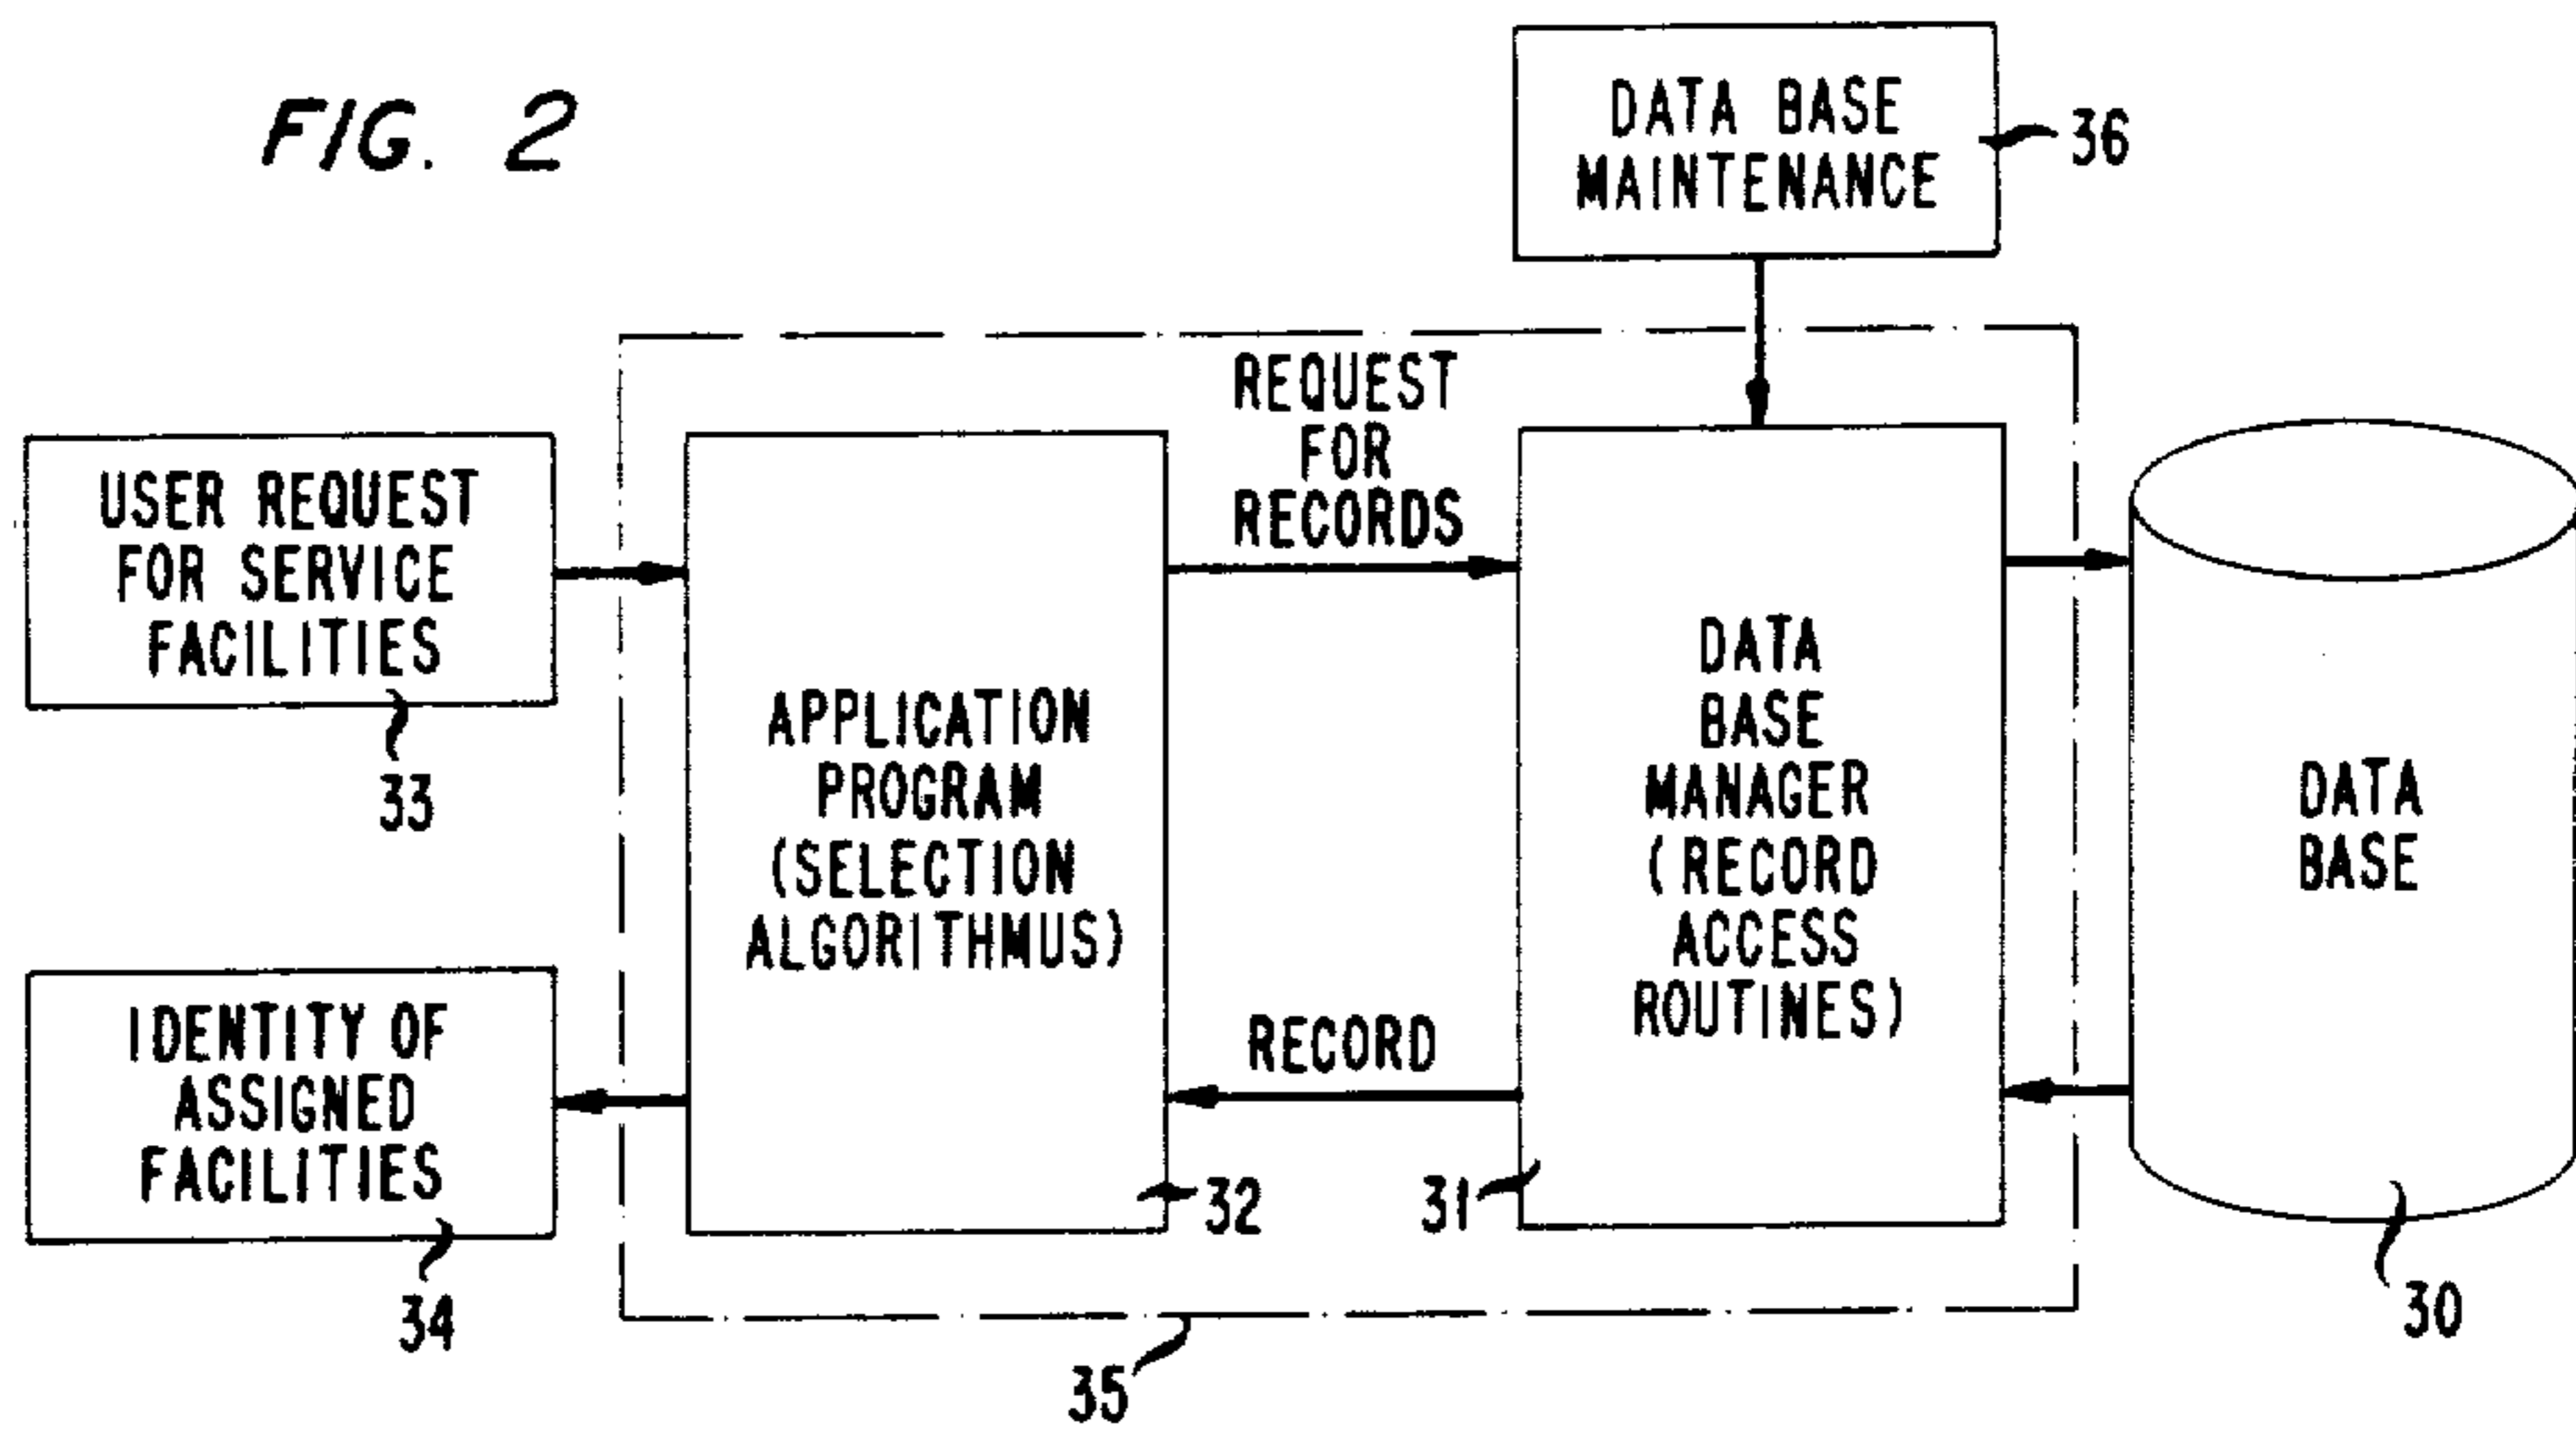 FIG. 2
DATA BASE
MAINTENANCE
36
REQUEST
FOR
RECORDS
USER REQUEST
FOR SERVICE
FACILITIES
33
APPLICATION
PROGRAM
(SELECTION
ALGORITHMUS)
DATA
BASE
MANAGER
(RECORD
ACCESS
ROUTINES)
DATA
BASE
IDENTITY OF
ASSIGNED
FACILITIES
34
RECORD
32
31
30
35